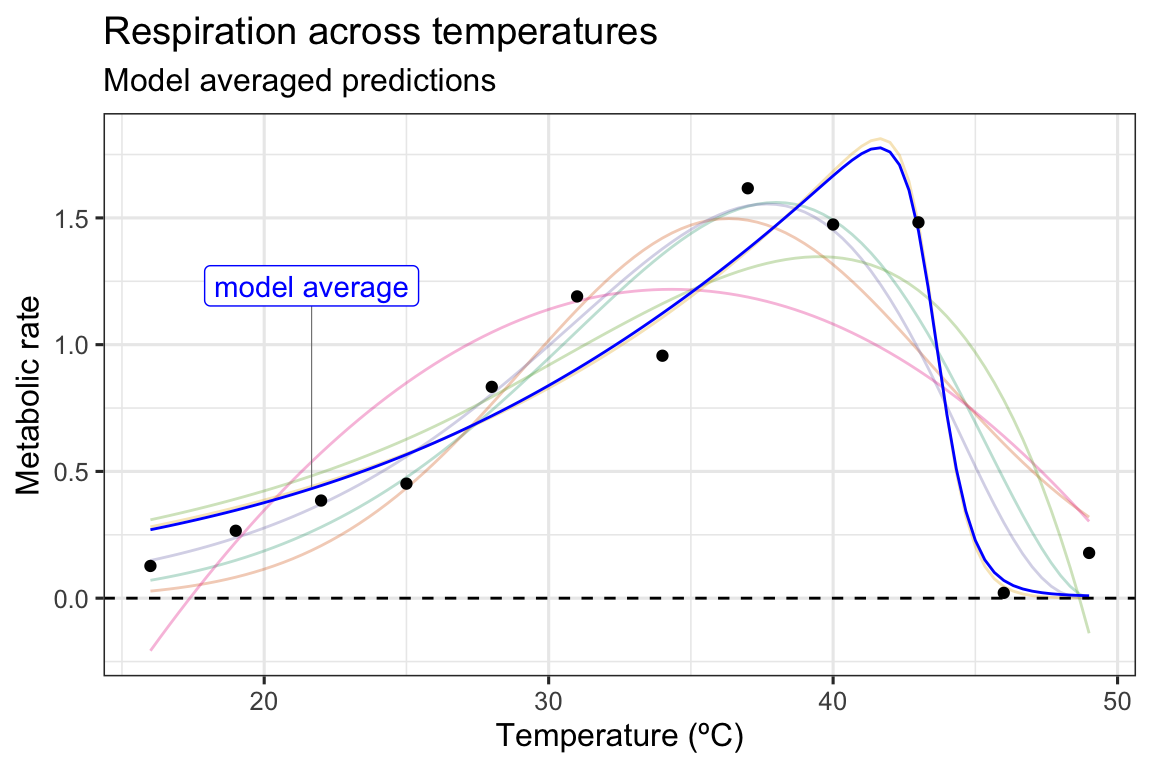 Respiration across temperatures
Model averaged predictions
1.5
1.0
0.5
0.0
Metabolic rate
model average
20
30
40
50
Temperature (ºC)